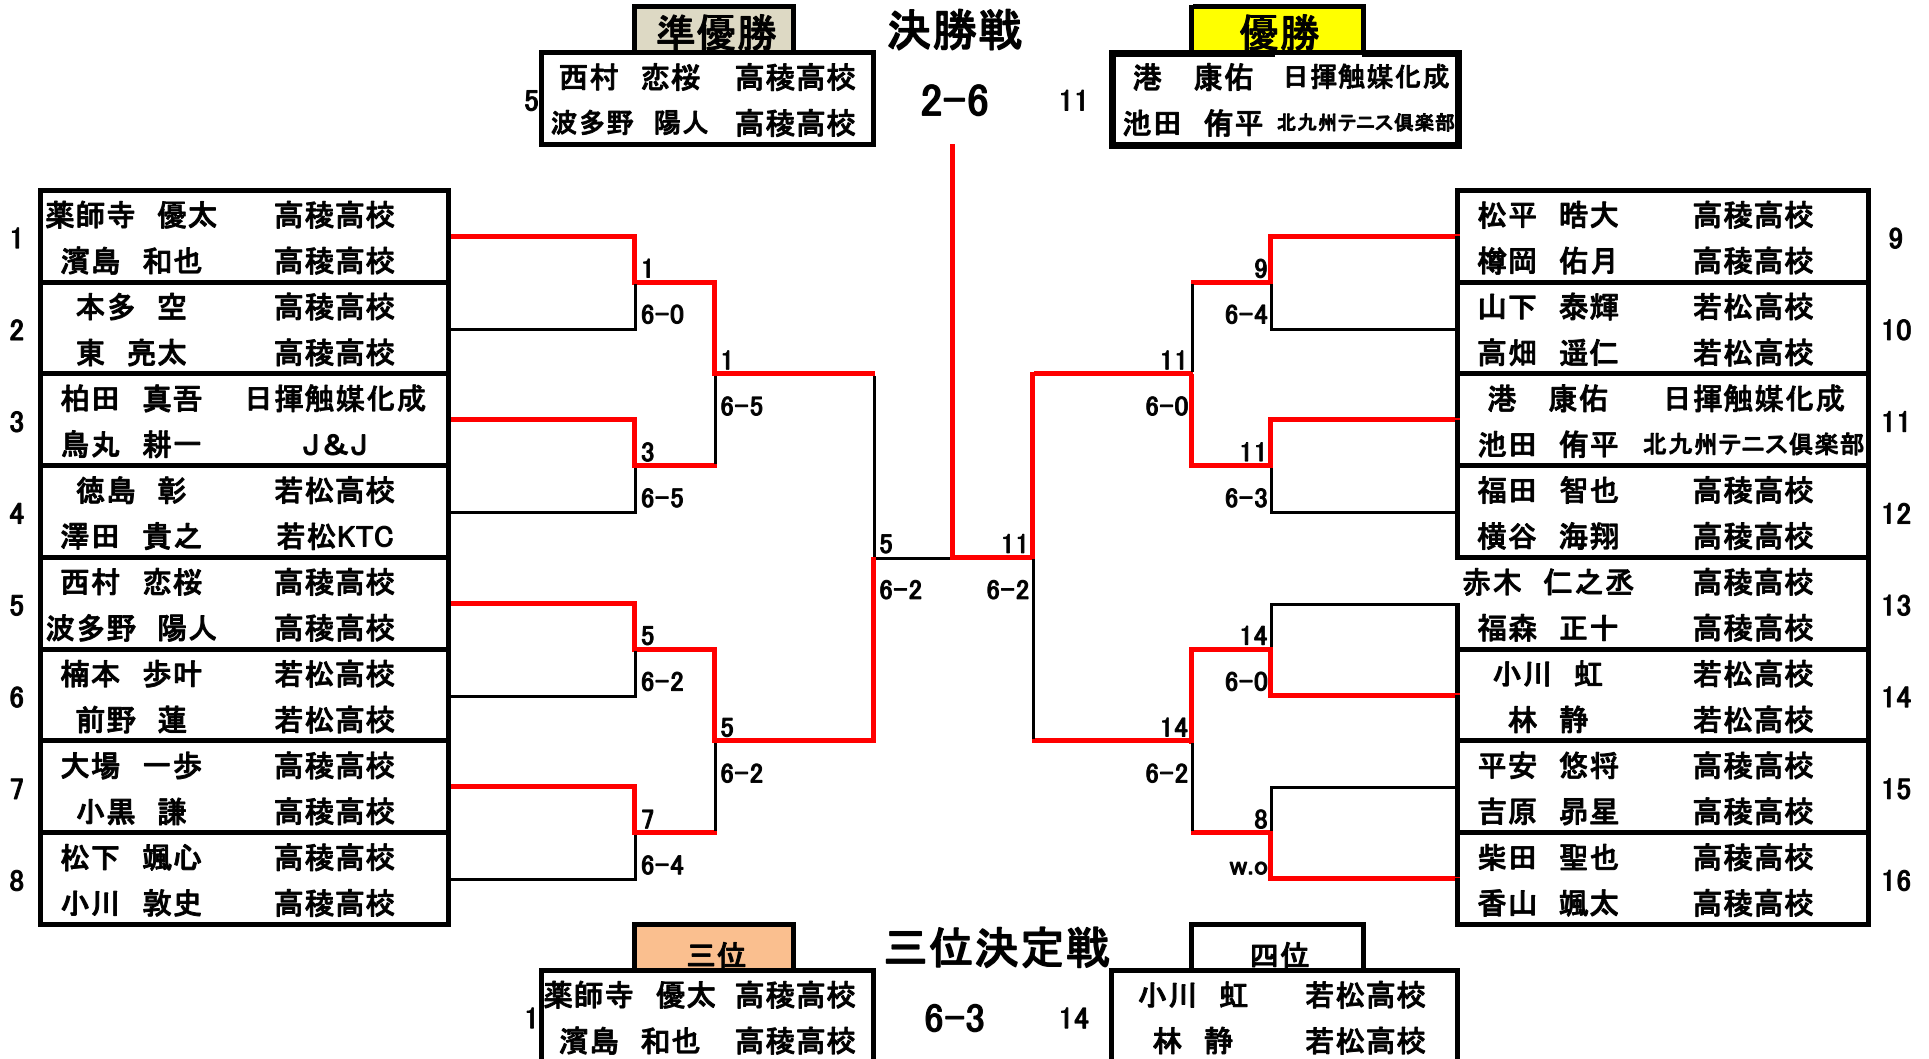 準優勝 決勝戦 優勝
5 西村 恋桜 高稜高校 2-6 11 港 康佑 日揮触媒化成
波多野 陽人 高稜高校 池田 侑平 北九州テニス倶楽部
1 薬師寺 優太 高稜高校
濱島 和也 高稜高校
2 本多 空 高稜高校
東 亮太 高稜高校
3 柏田 真吾 日揮触媒化成
鳥丸 耕一 J&J
4 徳島 彰 若松高校
澤田 貴之 若松KTC
5 西村 恋桜 高稜高校
波多野 陽人 高稜高校
6 楠本 歩叶 若松高校
前野 蓮 若松高校
7 大場 一歩 高稜高校
小黒 謙 高稜高校
8 松下 颯心 高稜高校
小川 敦史 高稜高校
1
6-0
3
6-5
5
6-2
7
6-4
1
6-5
5
6-2
5
6-2
11
6-2
11
6-0
14
6-2
9
6-4
11
6-3
14
6-0
8
w.o
松平 晧大 高稜高校 9
樽岡 佑月 高稜高校
山下 泰輝 若松高校 10
高畑 遥仁 若松高校
港 康佑 日揮触媒化成 11
池田 侑平 北九州テニス倶楽部
福田 智也 高稜高校 12
横谷 海翔 高稜高校
赤木 仁之丞 高稜高校 13
福森 正十 高稜高校
小川 虹 若松高校 14
林 静 若松高校
平安 悠将 高稜高校 15
吉原 昴星 高稜高校
柴田 聖也 高稜高校 16
香山 颯太 高稜高校
三位 三位決定戦 四位
1 薬師寺 優太 高稜高校 6-3 14 小川 虹 若松高校
濱島 和也 高稜高校 林 静 若松高校